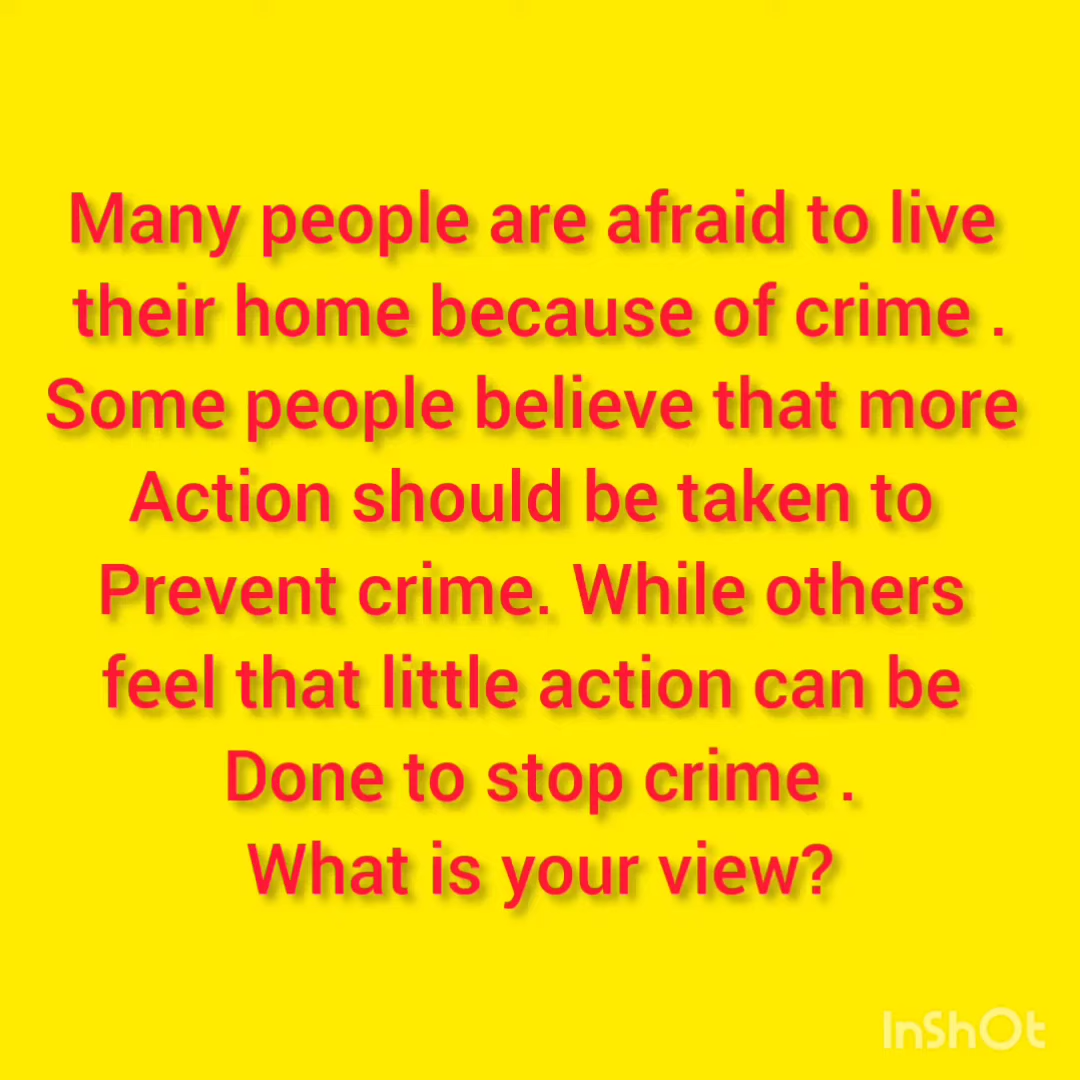 Many people are afraid to live
their home because of crime .
Some people believe that more
Action should be taken to
Prevent crime. While others
feel that little action can be
Done to stop crime .
What is your view?
InShOt